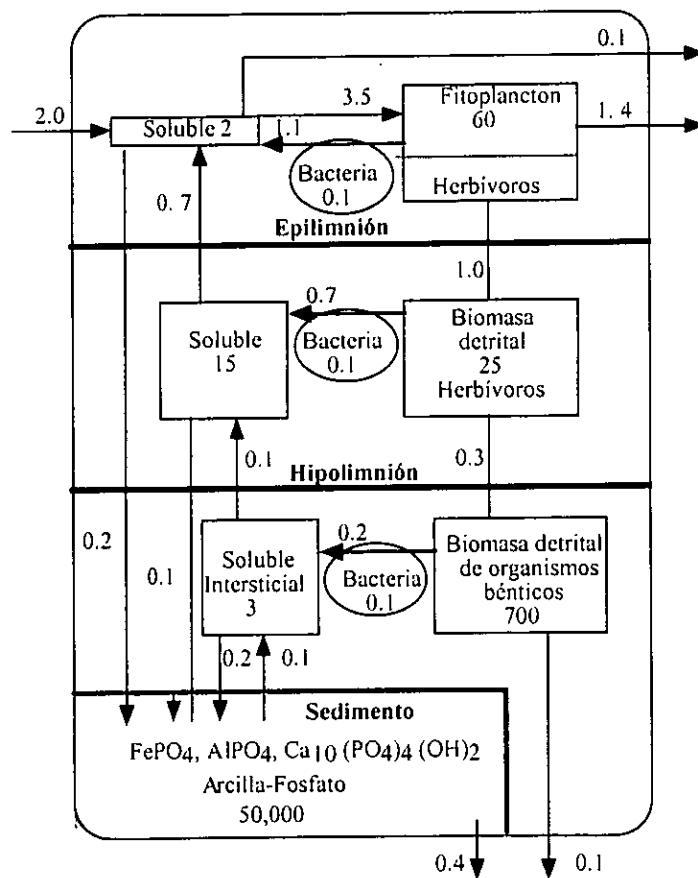 0.1
3.5
Fitoplancton
60
1.4
2.0
Soluble 2
1.1
Bacteria
0.1
Herbívoros
0.7
Epilimnión
1.0
0.7
Soluble
15
Bacteria
0.1
Biomasa
detrital
25
Herbívoros
0.1
0.3
Hipolimnión
0.2
0.1
Soluble
Intersticial
3
0.2
Bacteria
0.1
Biomasa detrital
de organismos
bénticos
700
0.2
0.1
Sedimento
FePO4, AlPO4, Ca10 (PO4)4 (OH)2
Arcilla-Fosfato
50,000
0.4
0.1